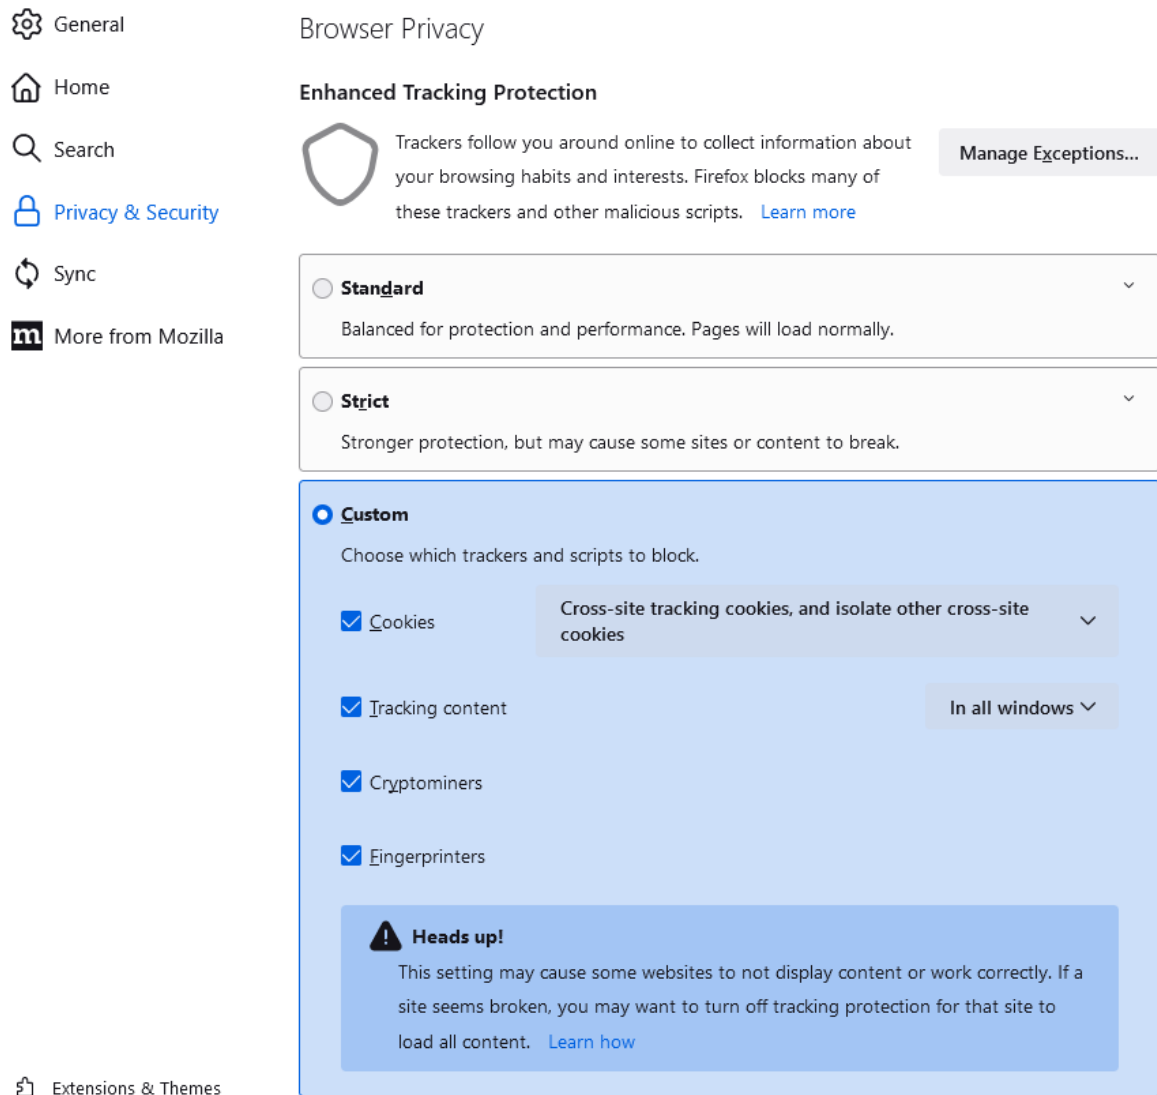 General
Home
Search
Privacy & Security
Sync
m More from Mozilla
Extensions & Themes
Browser Privacy
Enhanced Tracking Protection
Trackers follow you around online to collect information about
your browsing habits and interests. Firefox blocks many of
these trackers and other malicious scripts. Learn more
Manage Exceptions...
Standard
Balanced for protection and performance. Pages will load normally.
Strict
Stronger protection, but may cause some sites or content to break.
Custom
Choose which trackers and scripts to block.
Cookies
Cross-site tracking cookies, and isolate other cross-site
cookies
Tracking content
In all windows
Cryptominers
Fingerprinters
Heads up!
This setting may cause some websites to not display content or work correctly. If a
site seems broken, you may want to turn off tracking protection for that site to
load all content. Learn how